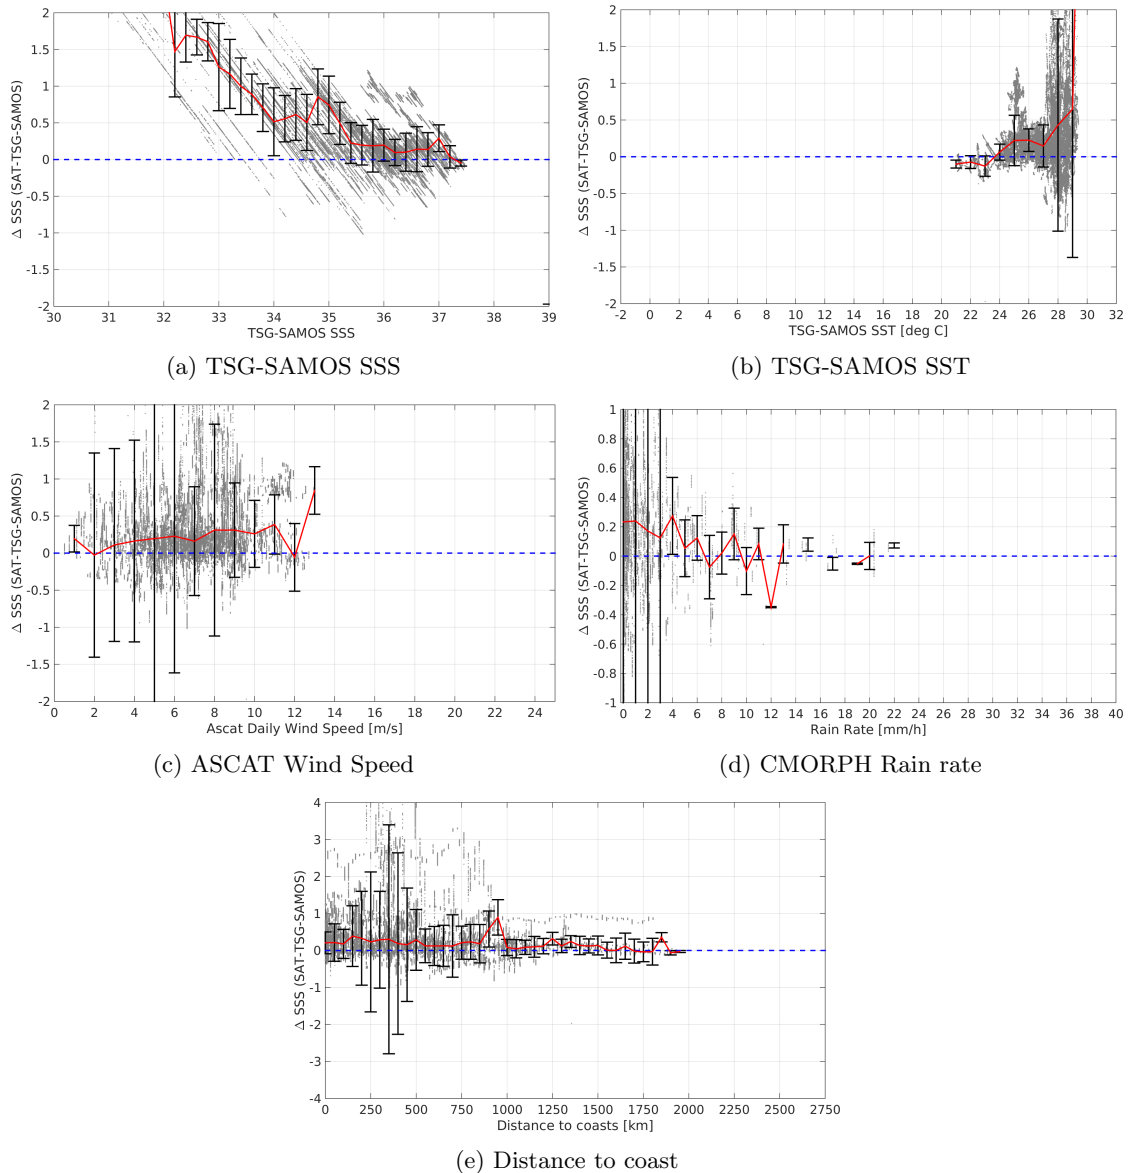 2
1.5
1
0.5
0
-0.5
-1
-1.5
-2
Δ SSS (SAT-TSG-SAMOS)
30 31 32 33 34 35 36 37 38 39
TSG-SAMOS SSS
(a) TSG-SAMOS SSS
2
1.5
1
0.5
0
-0.5
-1
-1.5
-2
Δ SSS (SAT-TSG-SAMOS)
-2 0 2 4 6 8 10 12 14 16 18 20 22 24 26 28 30 32
TSG-SAMOS SST [deg C]
(b) TSG-SAMOS SST
2
1.5
1
0.5
0
-0.5
-1
-1.5
-2
Δ SSS (SAT-TSG-SAMOS)
0 2 4 6 8 10 12 14 16 18 20 22 24
Ascat Daily Wind Speed [m/s]
(c) ASCAT Wind Speed
1
0.8
0.6
0.4
0.2
0
-0.2
-0.4
-0.6
-0.8
-1
Δ SSS (SAT-TSG-SAMOS)
0 2 4 6 8 10 12 14 16 18 20 22 24 26 28 30 32 34 36 38 40
Rain Rate [mm/h]
(d) CMORPH Rain rate
4
3
2
1
0
-1
-2
-3
-4
Δ SSS (SAT-TSG-SAMOS)
0 250 500 750 1000 1250 1500 1750 2000 2250 2500 2750
Distance to coasts [km]
(e) Distance to coast